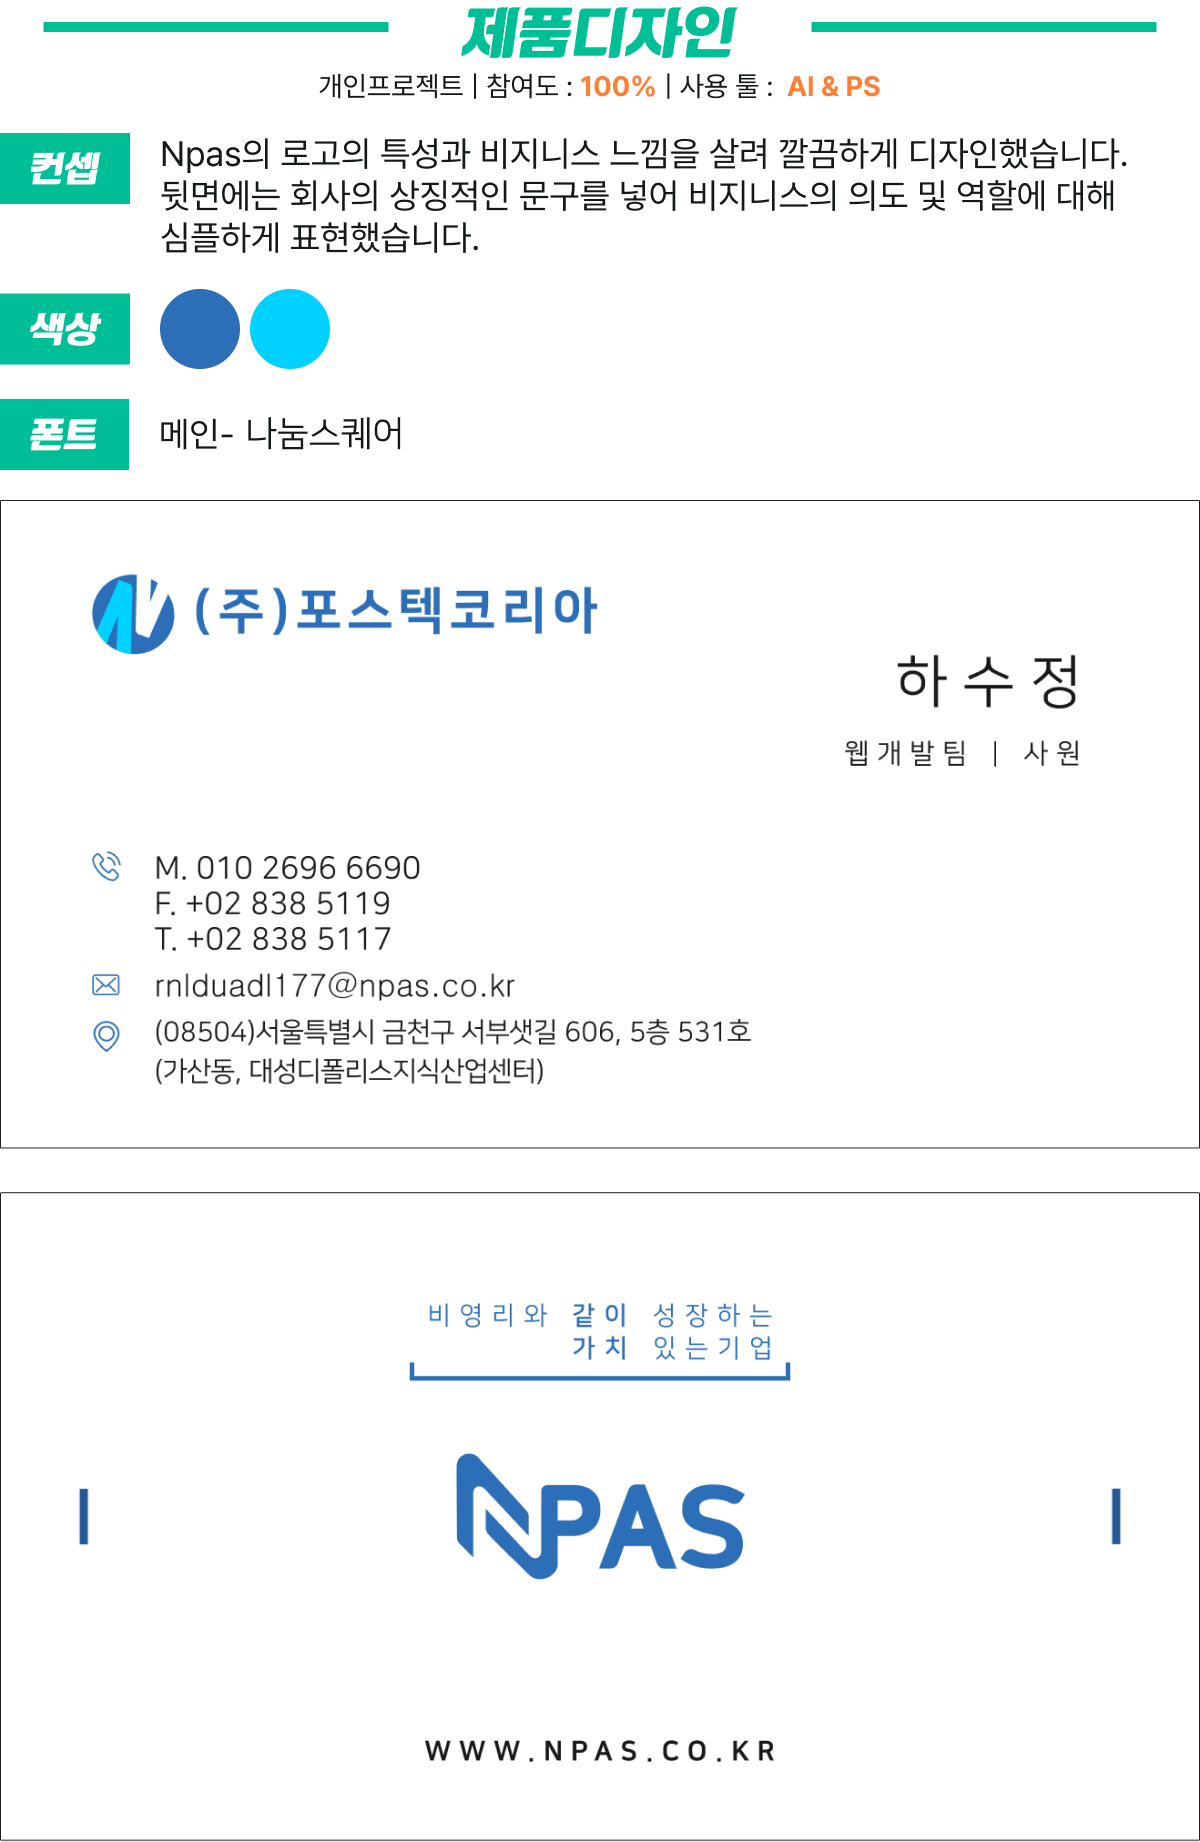 제품디자인
개인프로젝트 | 참여도 : 100% | 사용 툴 : AI & PS
컨셉
Npas의 로고의 특성과 비지니스 느낌을 살려 깔끔하게 디자인했습니다.
뒷면에는 회사의 상징적인 문구를 넣어 비지니스의 의도 및 역할에 대해
심플하게 표현했습니다.
색상
폰트
메인- 나눔스퀘어
(주)포스텍코리아
하수정
웹개발팀 | 사원
M. 010 2696 6690
F. +02 838 5119
T. +02 838 5117
rnlduadl177@npas.co.kr
(08504)서울특별시 금천구 서부샛길 606, 5층 531호
(가산동, 대성디폴리스지식산업센터)
비영리와 같이 성장하는
가치 있는기업
NPAS
WWW.NPAS.CO.KR